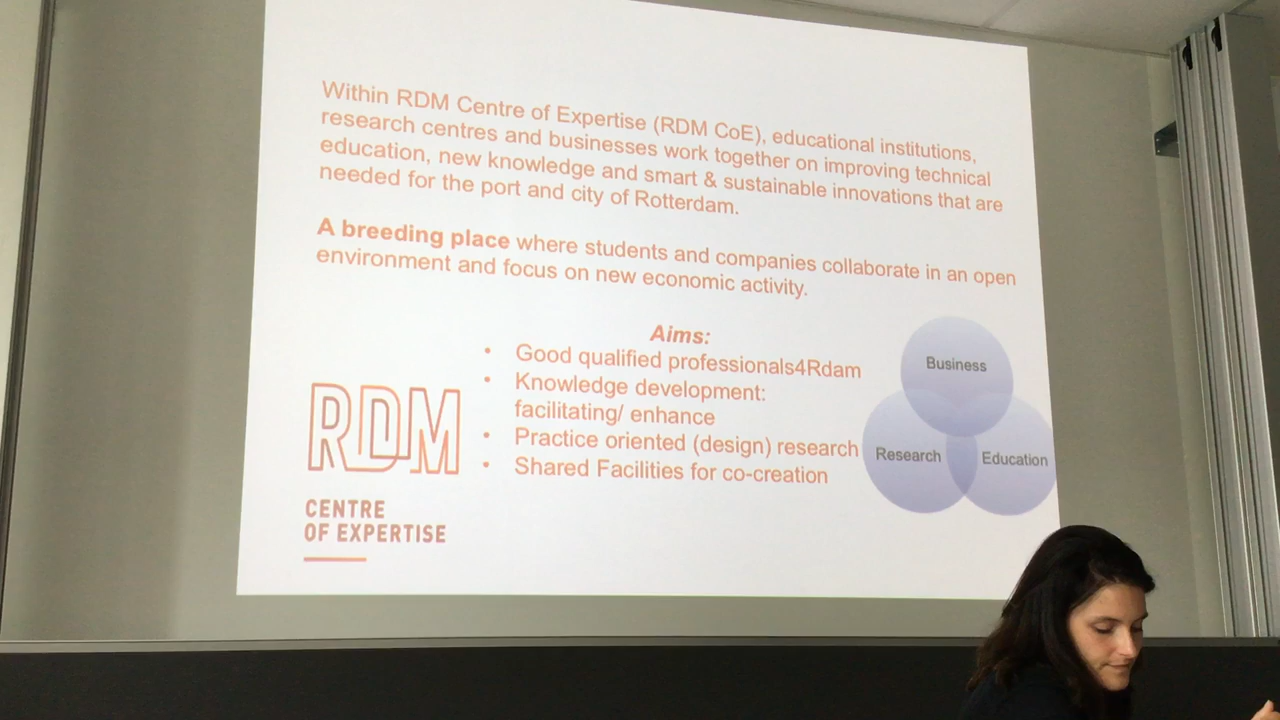 Within RDM Centre of Expertise (RDM CoE), educational institutions,
research centres and businesses work together on improving technical
education, new knowledge and smart & sustainable innovations that are
needed for the port and city of Rotterdam.
A breeding place where students and companies collaborate in an open
environment and focus on new economic activity.
Aims:
• Good qualified professionals4Rdam
• Knowledge development:
facilitating/ enhance
• Practice oriented (design) research
• Shared Facilities for co-creation
Business
Research
Education
RDM
CENTRE
OF EXPERTISE